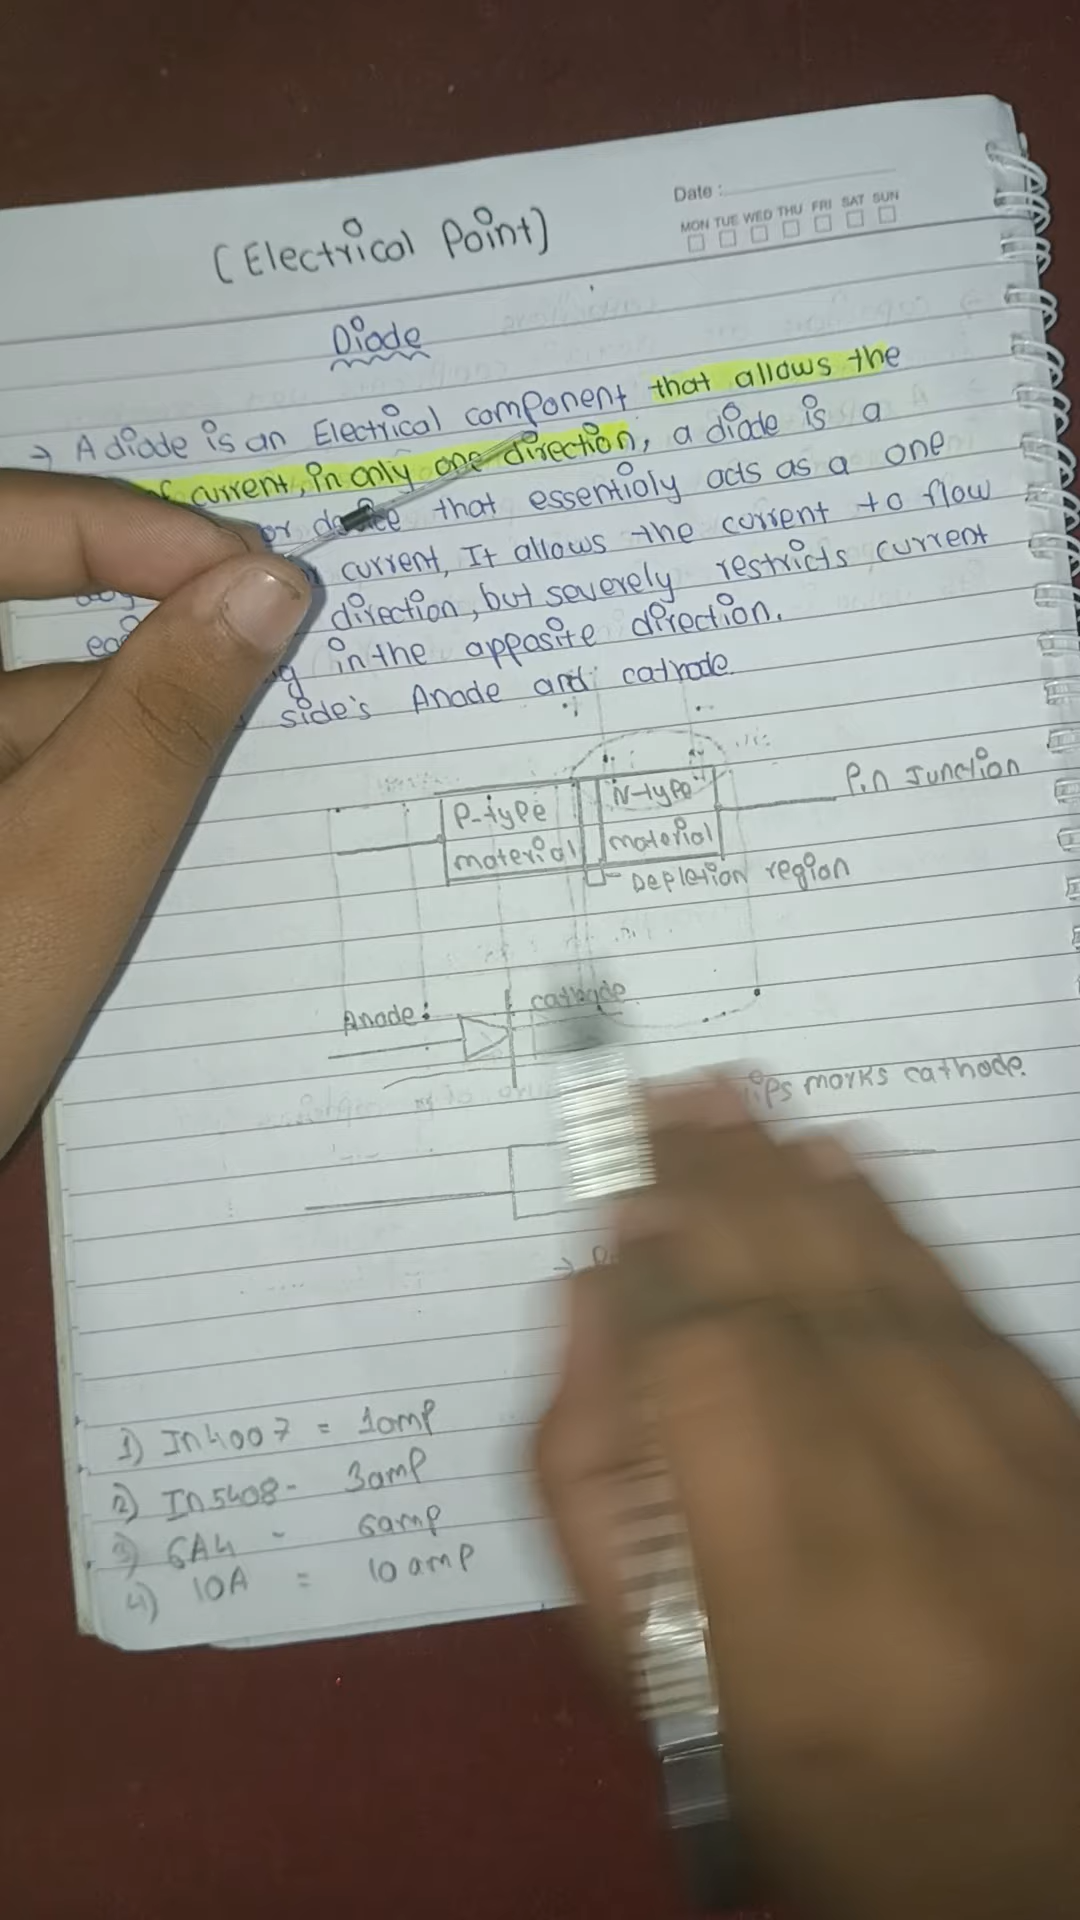 Date :
MON TUE WED THU FRI SAT SUN
(Electrical Point)
Diode
→ A diode is an Electrical component that allows the
current, in only one direction, a diode is a
that essentioly acts as a one
current, It allows the current to flow
direction, but severely restricts current
in the apposite direction.
side's Anode and cathode.
P-type
material
N-type
material
P.n Junction
Depletion region
Anode
cathode
marks cathode.
1) In4007 = 1amp
2) In5408 - 3amp
3) 6A4 - 6amp
4) 10A = 10 amp